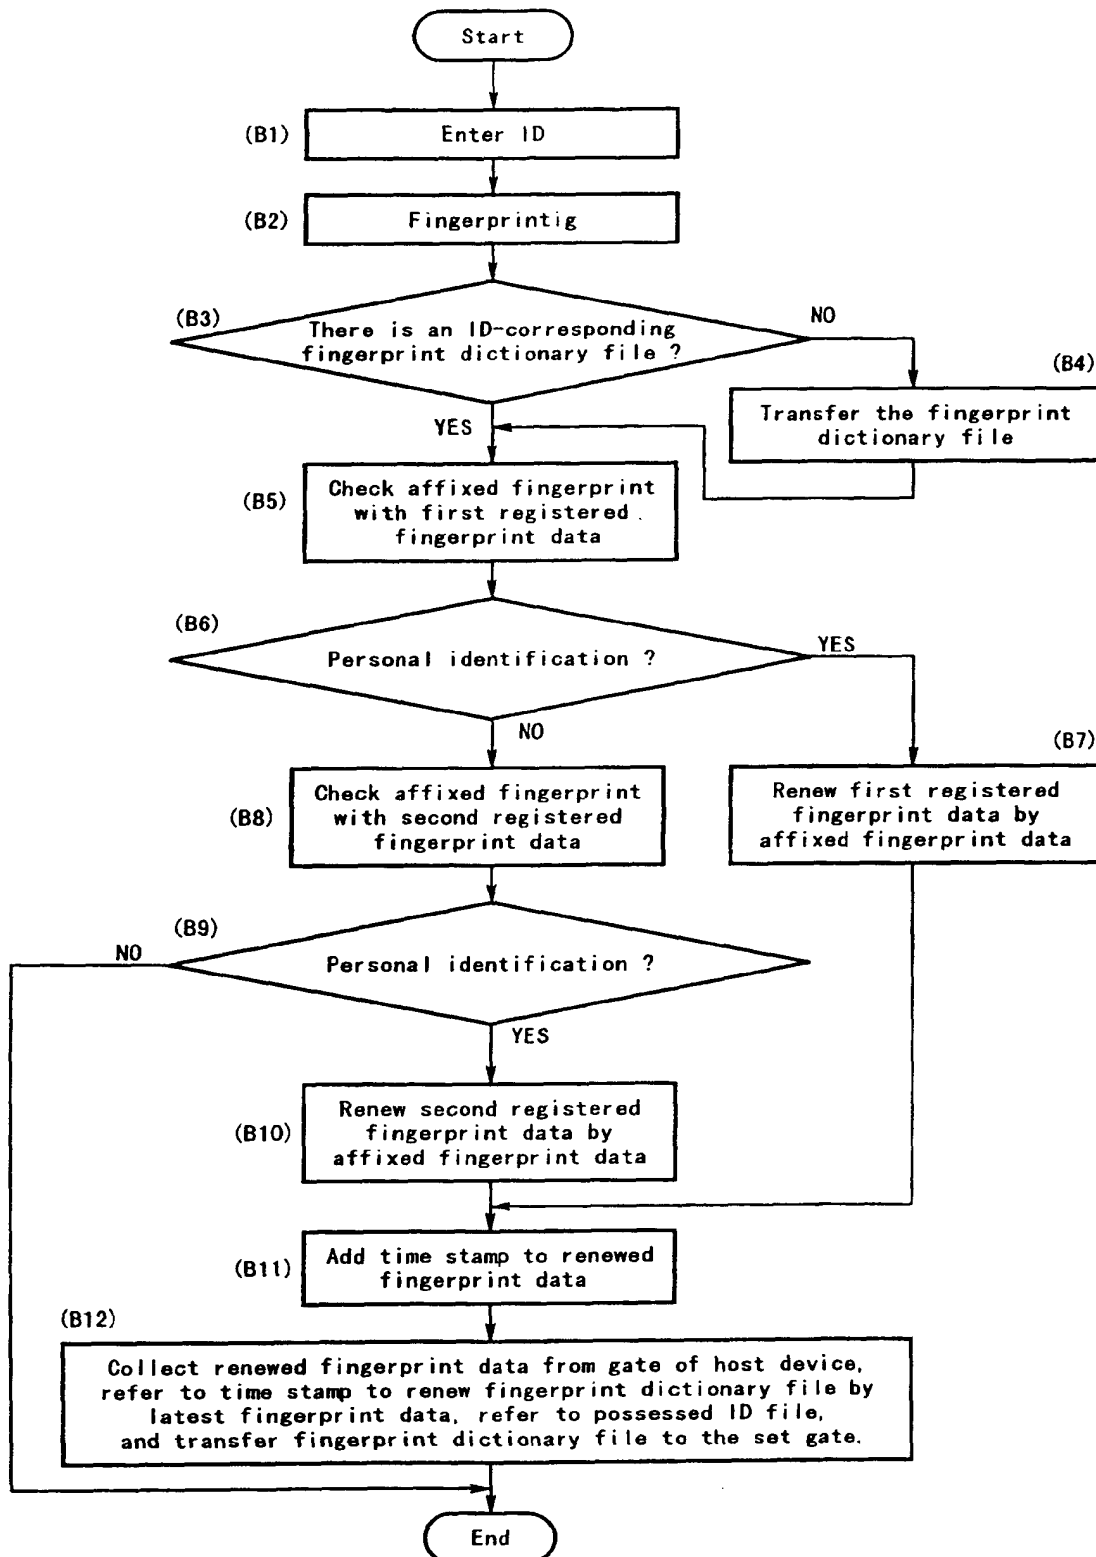 Start
(B1)
Enter ID
(B2)
Fingerprintig
(B3)
There is an ID-corresponding
fingerprint dictionary file ?
NO
(B4)
Transfer the fingerprint
dictionary file
YES
(B5)
Check affixed fingerprint
with first registered
fingerprint data
(B6)
Personal identification ?
YES
NO
(B7)
Renew first registered
fingerprint data by
affixed fingerprint data
(B8)
Check affixed fingerprint
with second registered
fingerprint data
(B9)
NO
Personal identification ?
YES
(B10)
Renew second registered
fingerprint data by
affixed fingerprint data
(B11)
Add time stamp to renewed
fingerprint data
(B12)
Collect renewed fingerprint data from gate of host device,
refer to time stamp to renew fingerprint dictionary file by
latest fingerprint data, refer to possessed ID file,
and transfer fingerprint dictionary file to the set gate.
End